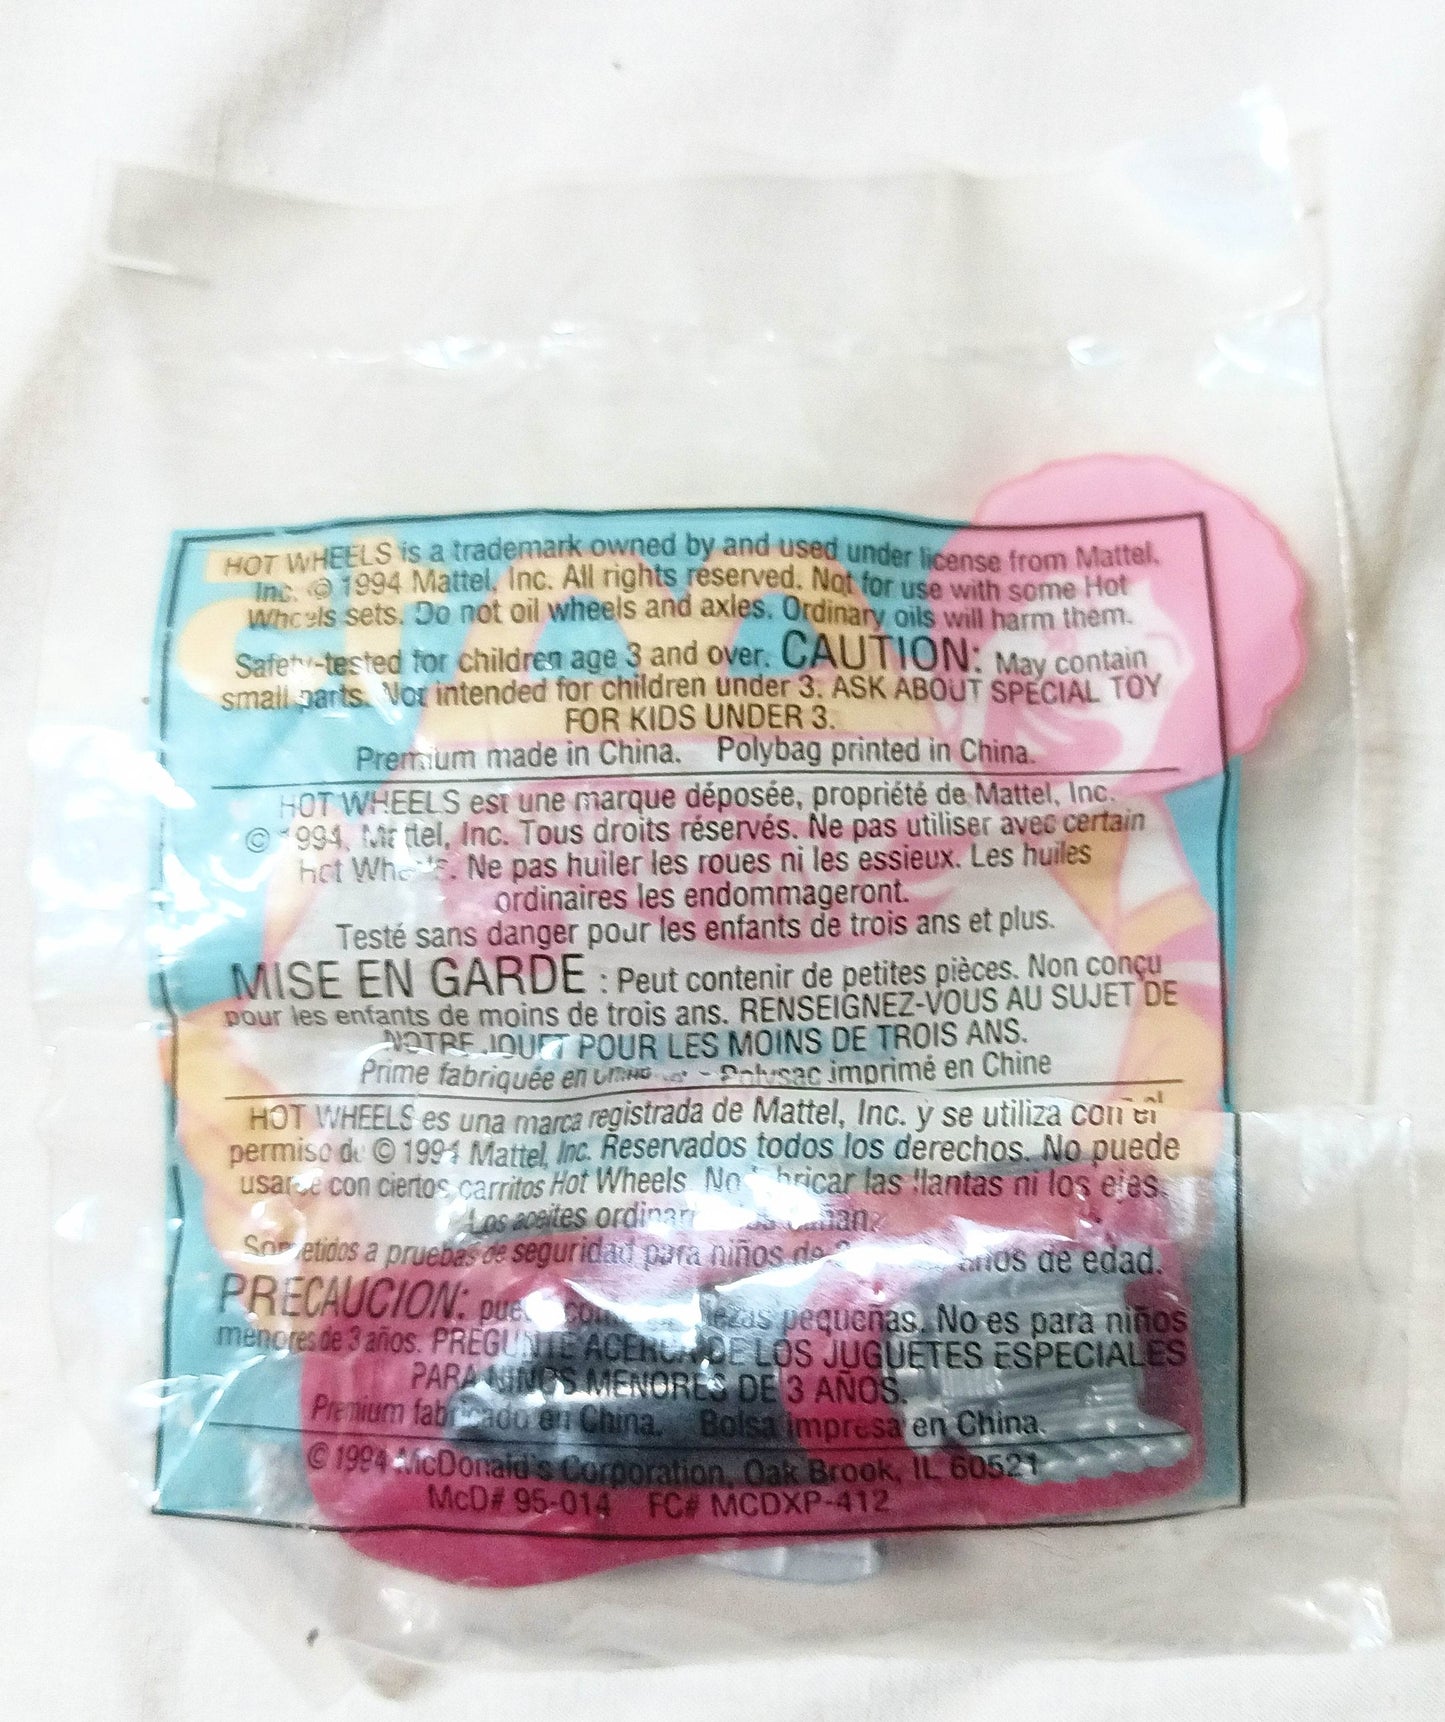 HOT WHEELS is a trademark owned by and used under license from Mattel,
Inc. © 1994 Mattel, Inc. All rights reserved. Not for use with some Hot
Wheels sets. Do not oil wheels and axles. Ordinary oils will harm them.
Safety-tested for children age 3 and over. CAUTION: May contain
small parts. Not intended for children under 3. ASK ABOUT SPECIAL TOY
FOR KIDS UNDER 3.
Premium made in China. Polybag printed in China.
HOT WHEELS est une marque déposée, propriété de Mattel, Inc.
© 1994, Mattel, Inc. Tous droits réservés. Ne pas utiliser avec certain
Hot Wheels. Ne pas huiler les roues ni les essieux. Les huiles
ordinaires les endommageront.
Testé sans danger pour les enfants de trois ans et plus.
MISE EN GARDE : Peut contenir de petites pièces. Non conçu
pour les enfants de moins de trois ans. RENSEIGNEZ-VOUS AU SUJET DE
NOTRE JOUET POUR LES MOINS DE TROIS ANS.
Prime fabriquée en - Polysac imprimé en Chine
HOT WHEELS es una marca registrada de Mattel, Inc. y se utiliza con el
permiso de © 1994 Mattel, Inc. Reservados todos los derechos. No puede
usarse con ciertos carritos Hot Wheels. No lubricar las llantas ni los ejes.
Los aceites
Sometidos a pruebas de seguridad para niños de años de edad.
PRECAUCION: piezas pequeñas. No es para niños
menores de 3 años. PREGUNTE ACERCA DE LOS JUGUETES ESPECIALES
PARA NINOS MENORES DE 3 AÑOS.
Premium fabricado en China. Bolsa impresa en China.
© 1994 McDonald's Corporation, Oak Brook, IL 60521
McD# 95-014 FC# MCDXP-412